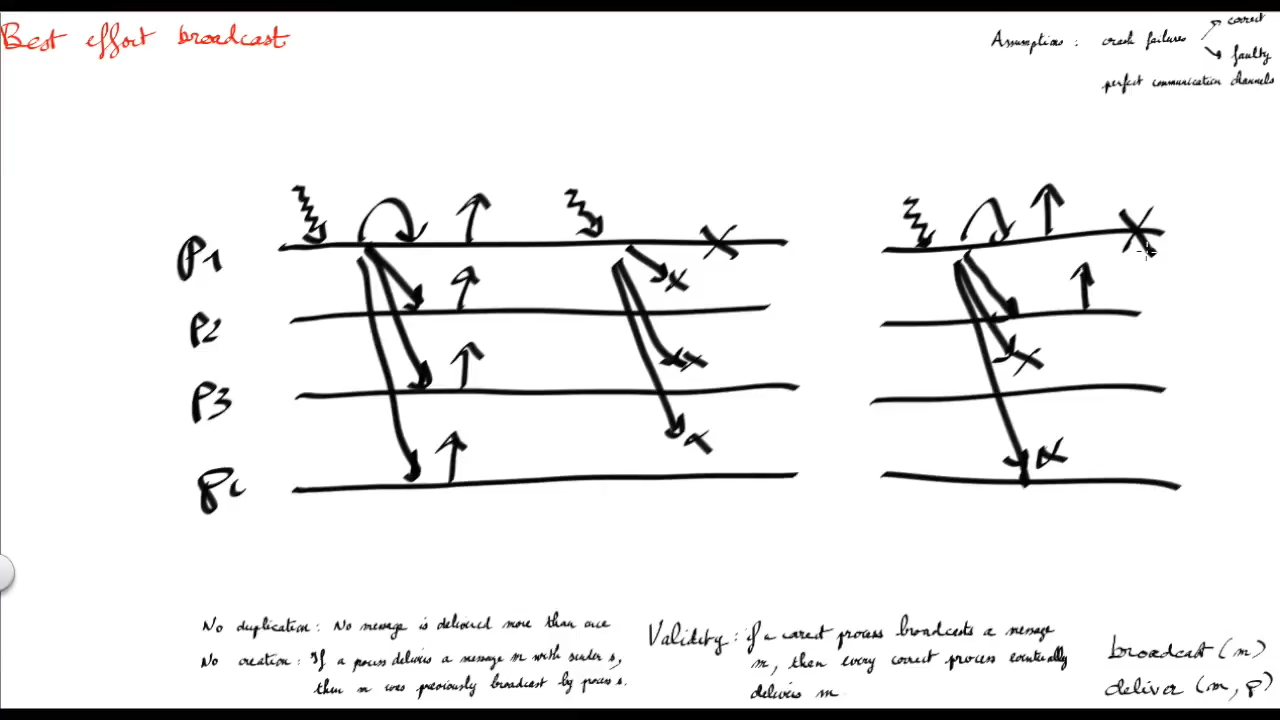 Best effort broadcast
Assumptions : crash failures
correct
faulty
perfect communication channels
P1
P2
P3
No duplication: No message is delivered more than once
No creation: If a process delivers a message m with sender s,
then m was previously broadcast by process s.
Validity: if a correct process broadcasts a message
m, then every correct process eventually
delivers m
broadcast (m)
deliver (m, p)